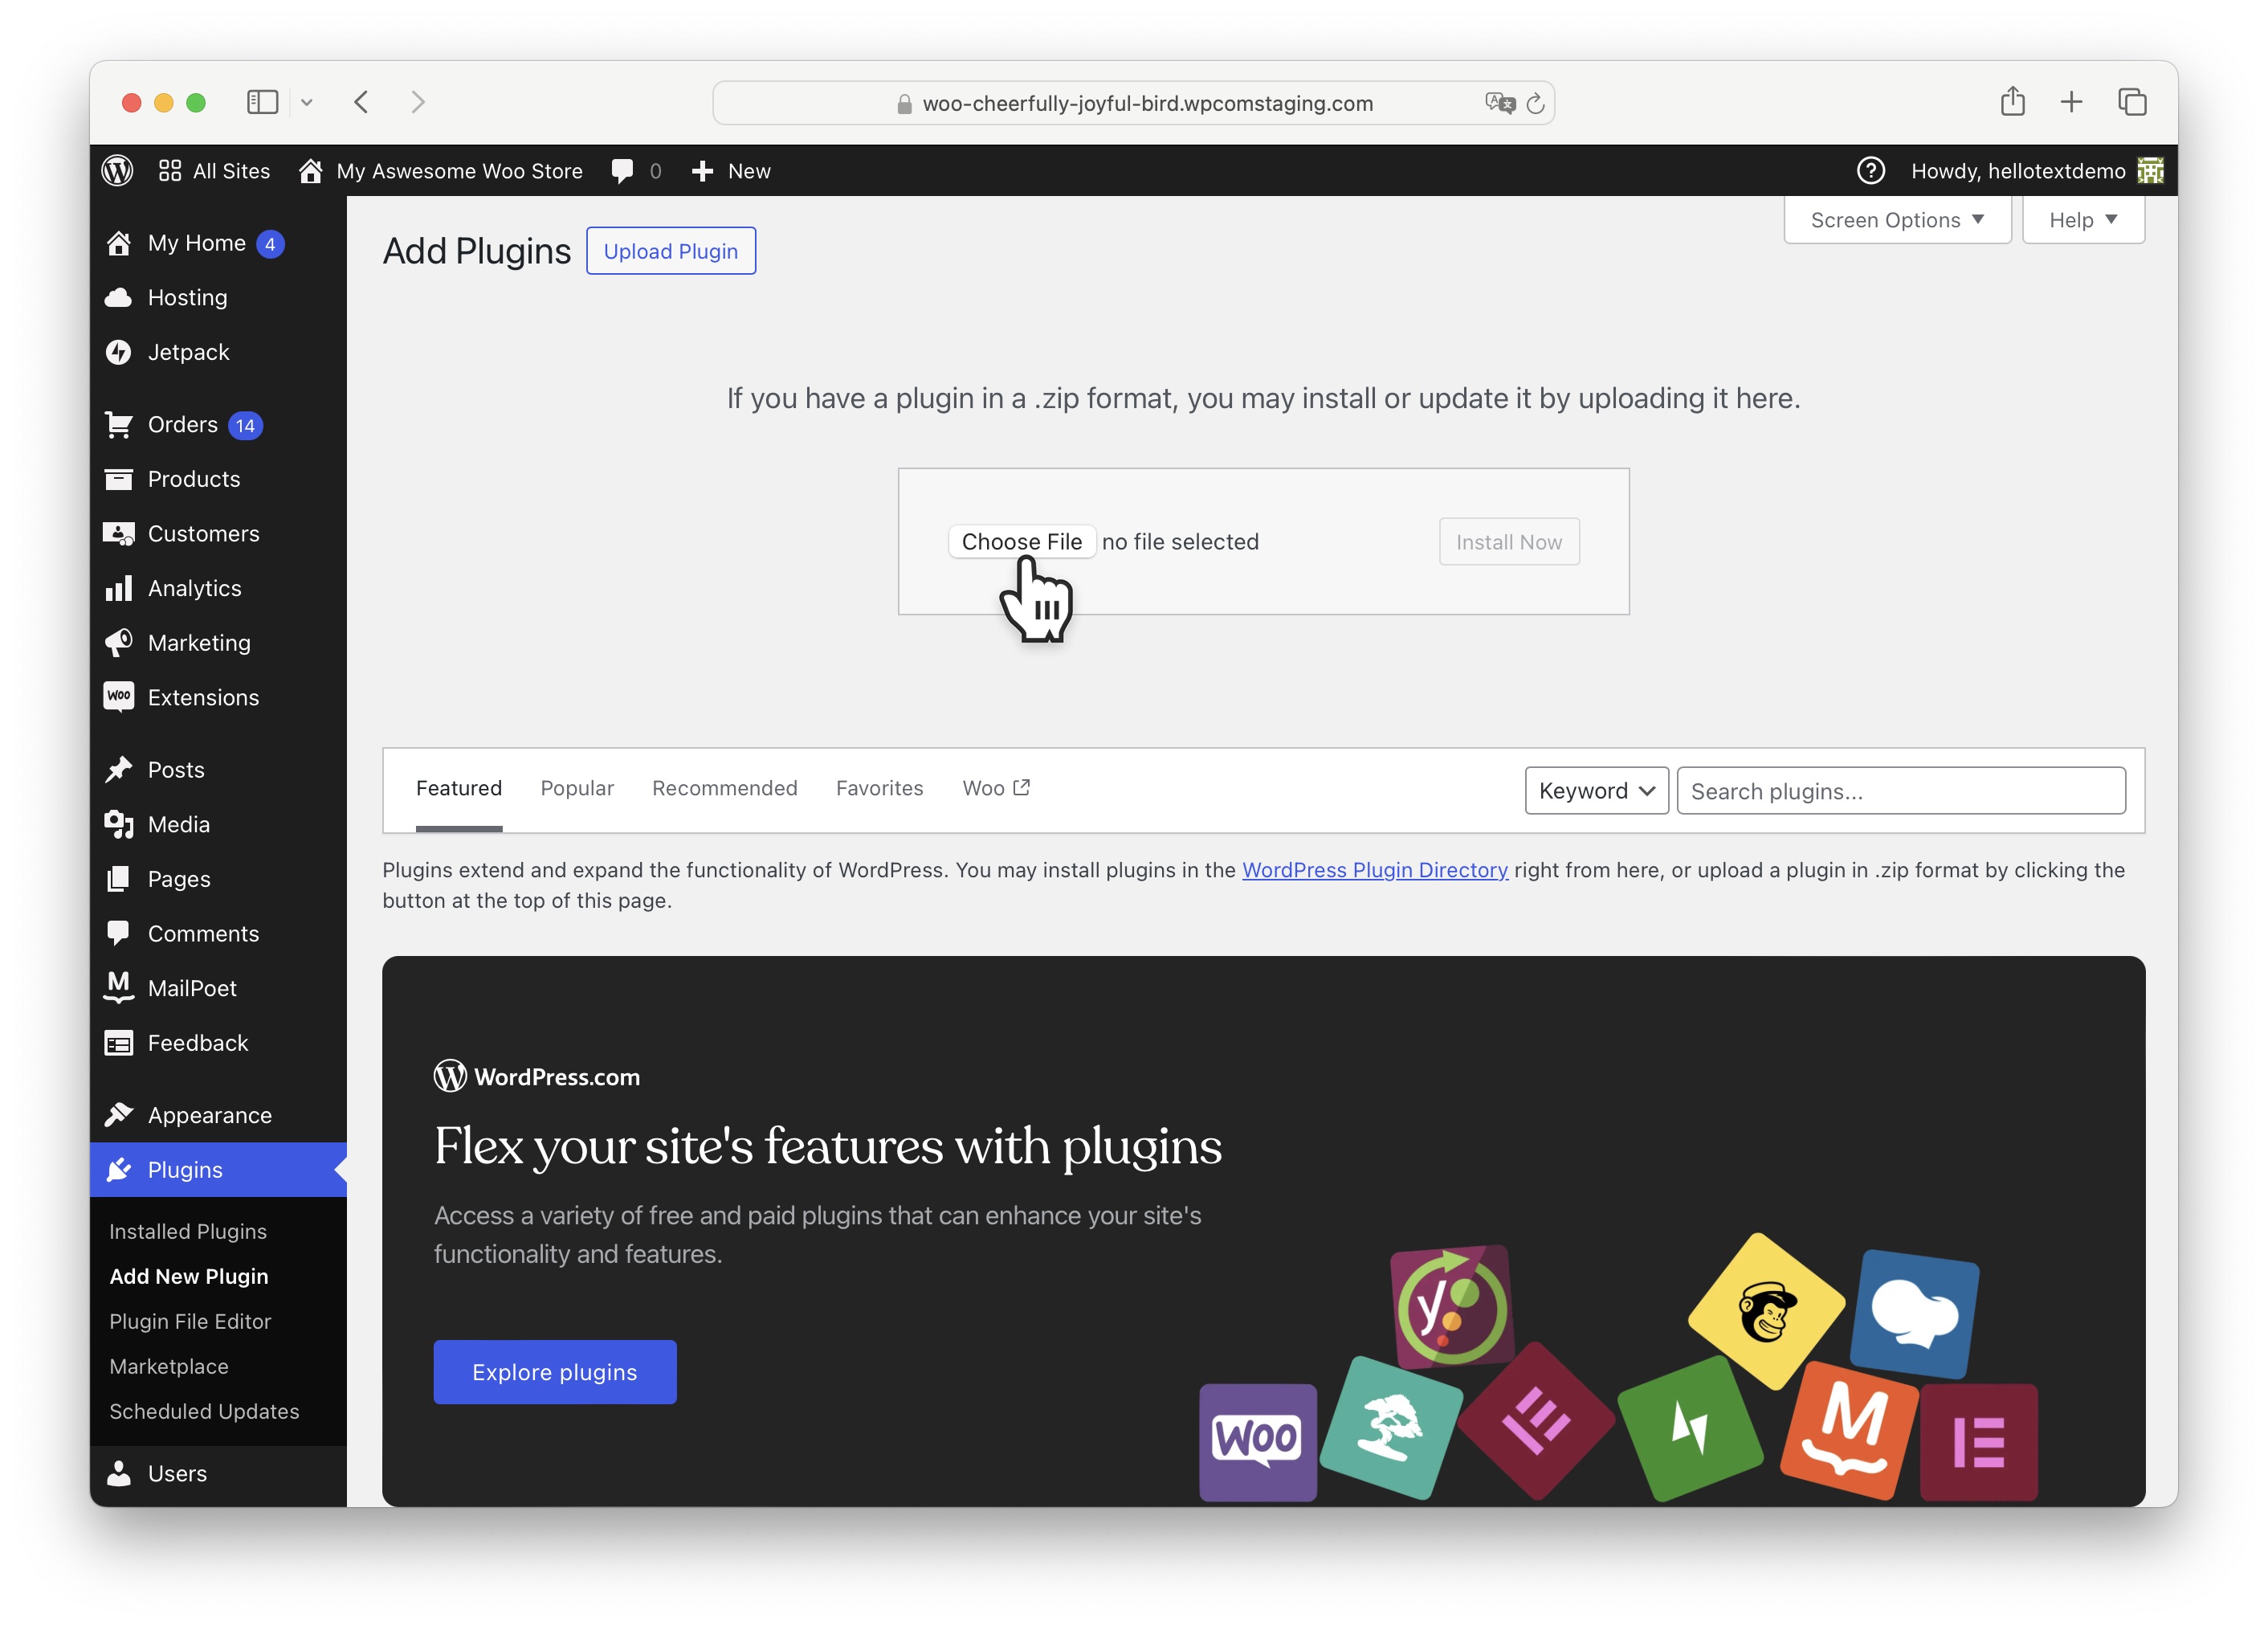 woo-cheerfully-joyful-bird.wpcomstaging.com
All Sites
My Aswesome Woo Store
0
New
Howdy, hellotextdemo
My Home 4
Hosting
Jetpack
Orders 14
Products
Customers
Analytics
Marketing
Woo Extensions
Posts
Media
Pages
Comments
MailPoet
Feedback
Appearance
Plugins
Installed Plugins
Add New Plugin
Plugin File Editor
Marketplace
Scheduled Updates
Users
Screen Options
Help
Add Plugins
Upload Plugin
If you have a plugin in a .zip format, you may install or update it by uploading it here.
Choose File no file selected
Install Now
Featured Popular Recommended Favorites Woo
Keyword
Search plugins...
Plugins extend and expand the functionality of WordPress. You may install plugins in the WordPress Plugin Directory right from here, or upload a plugin in .zip format by clicking the
button at the top of this page.
WordPress.com
Flex your site's features with plugins
Access a variety of free and paid plugins that can enhance your site's
functionality and features.
Explore plugins
y
Woo
M